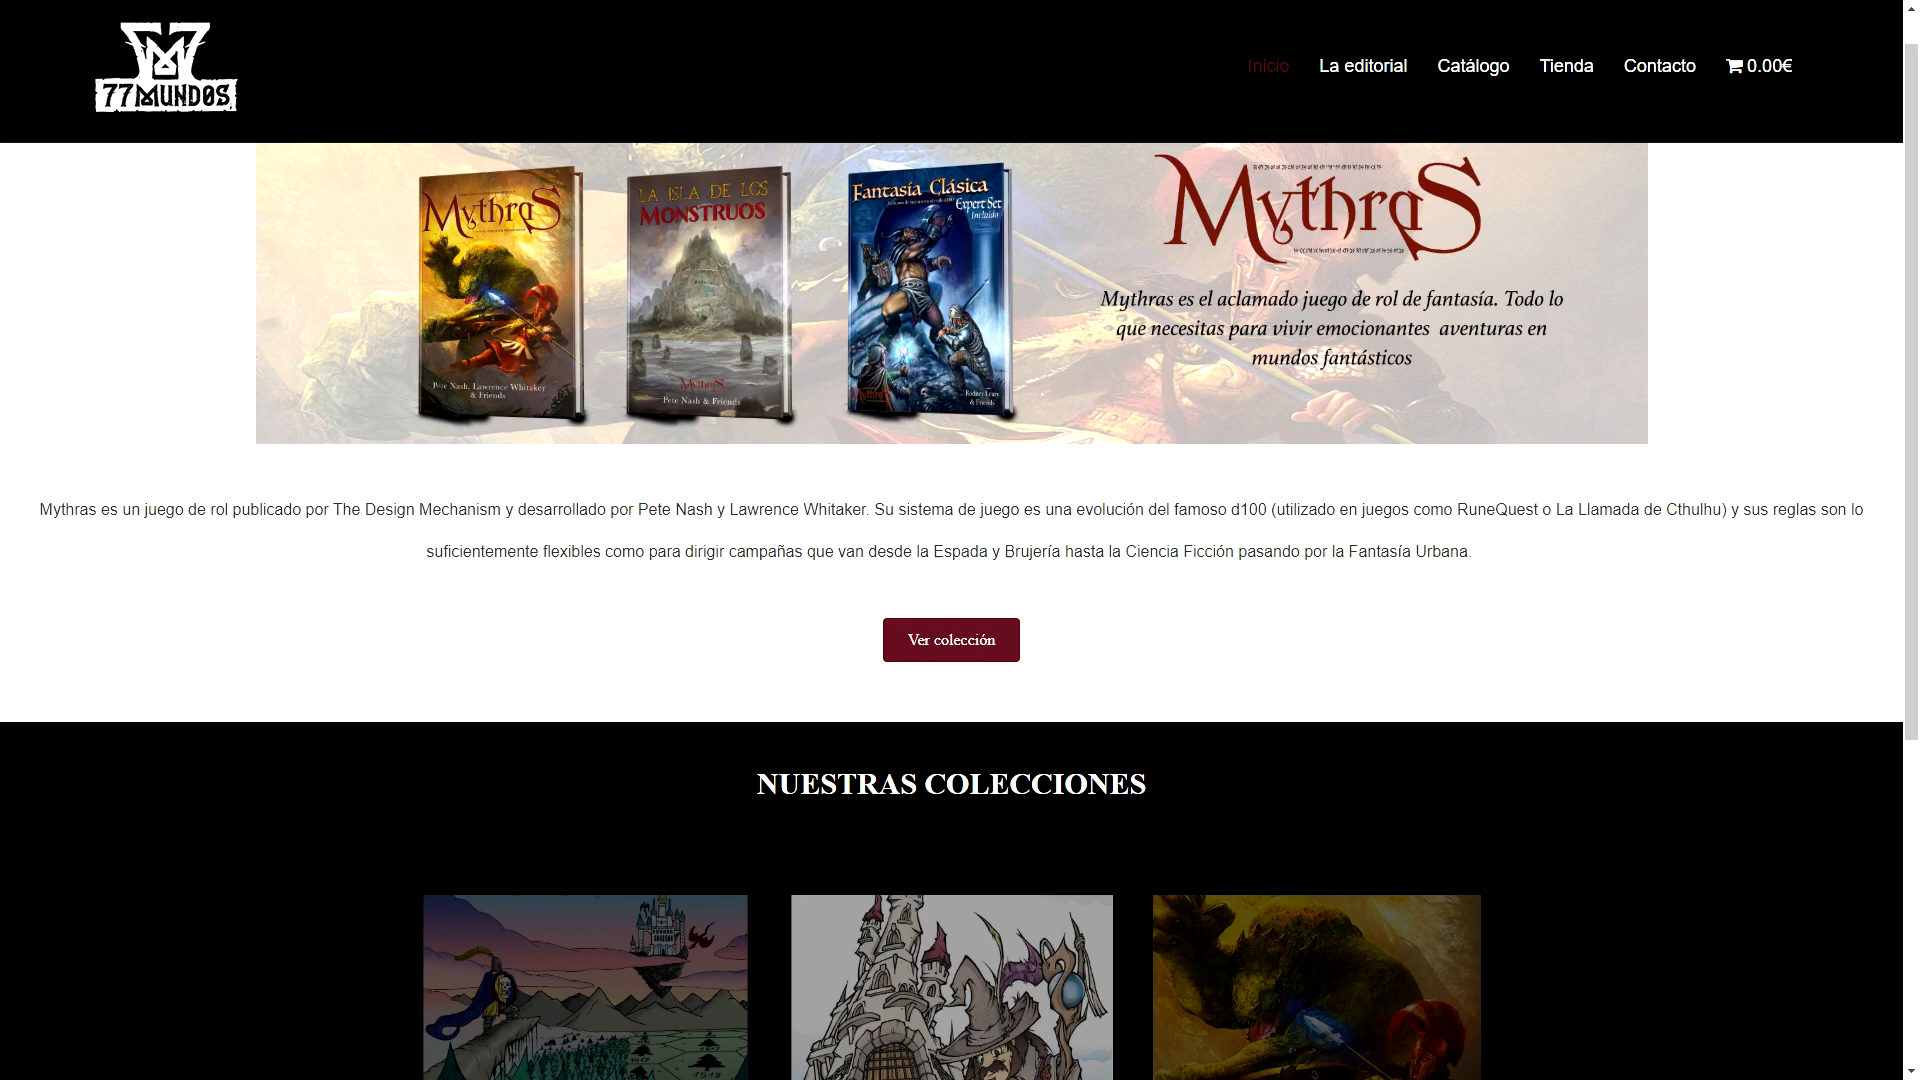 77MUNDOS
Inicio La editorial Catálogo Tienda Contacto 0.00€
Mythras
Pete Nash, Lawrence Whitaker
& Friends
LA ISLA DE LOS
MONSTRUOS
Mythras
Pete Nash & Friends
Fantasía Clásica
Expert Set
Incluido
Mythras
Rodney Leary
& Friends
Mythras
Mythras es el aclamado juego de rol de fantasía. Todo lo
que necesitas para vivir emocionantes aventuras en
mundos fantásticos
Mythras es un juego de rol publicado por The Design Mechanism y desarrollado por Pete Nash y Lawrence Whitaker. Su sistema de juego es una evolución del famoso d100 (utilizado en juegos como RuneQuest o La Llamada de Cthulhu) y sus reglas son lo
suficientemente flexibles como para dirigir campañas que van desde la Espada y Brujería hasta la Ciencia Ficción pasando por la Fantasía Urbana.
Ver colección
NUESTRAS COLECCIONES
1518